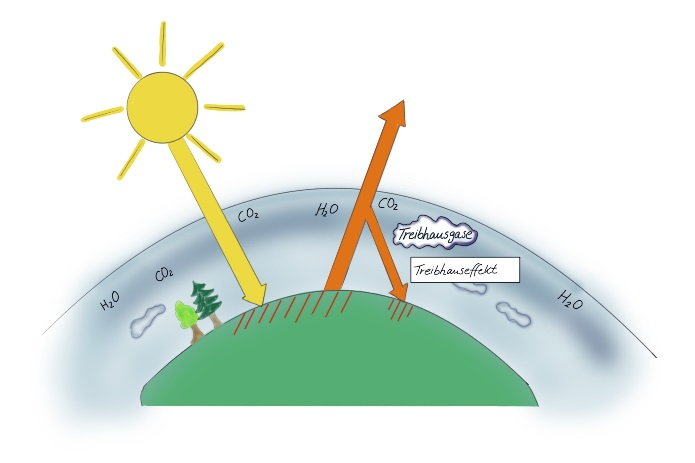 CO₂
H₂O
CO₂
Treibhausgase
CO₂
Treibhauseffekt
H₂O
H₂O